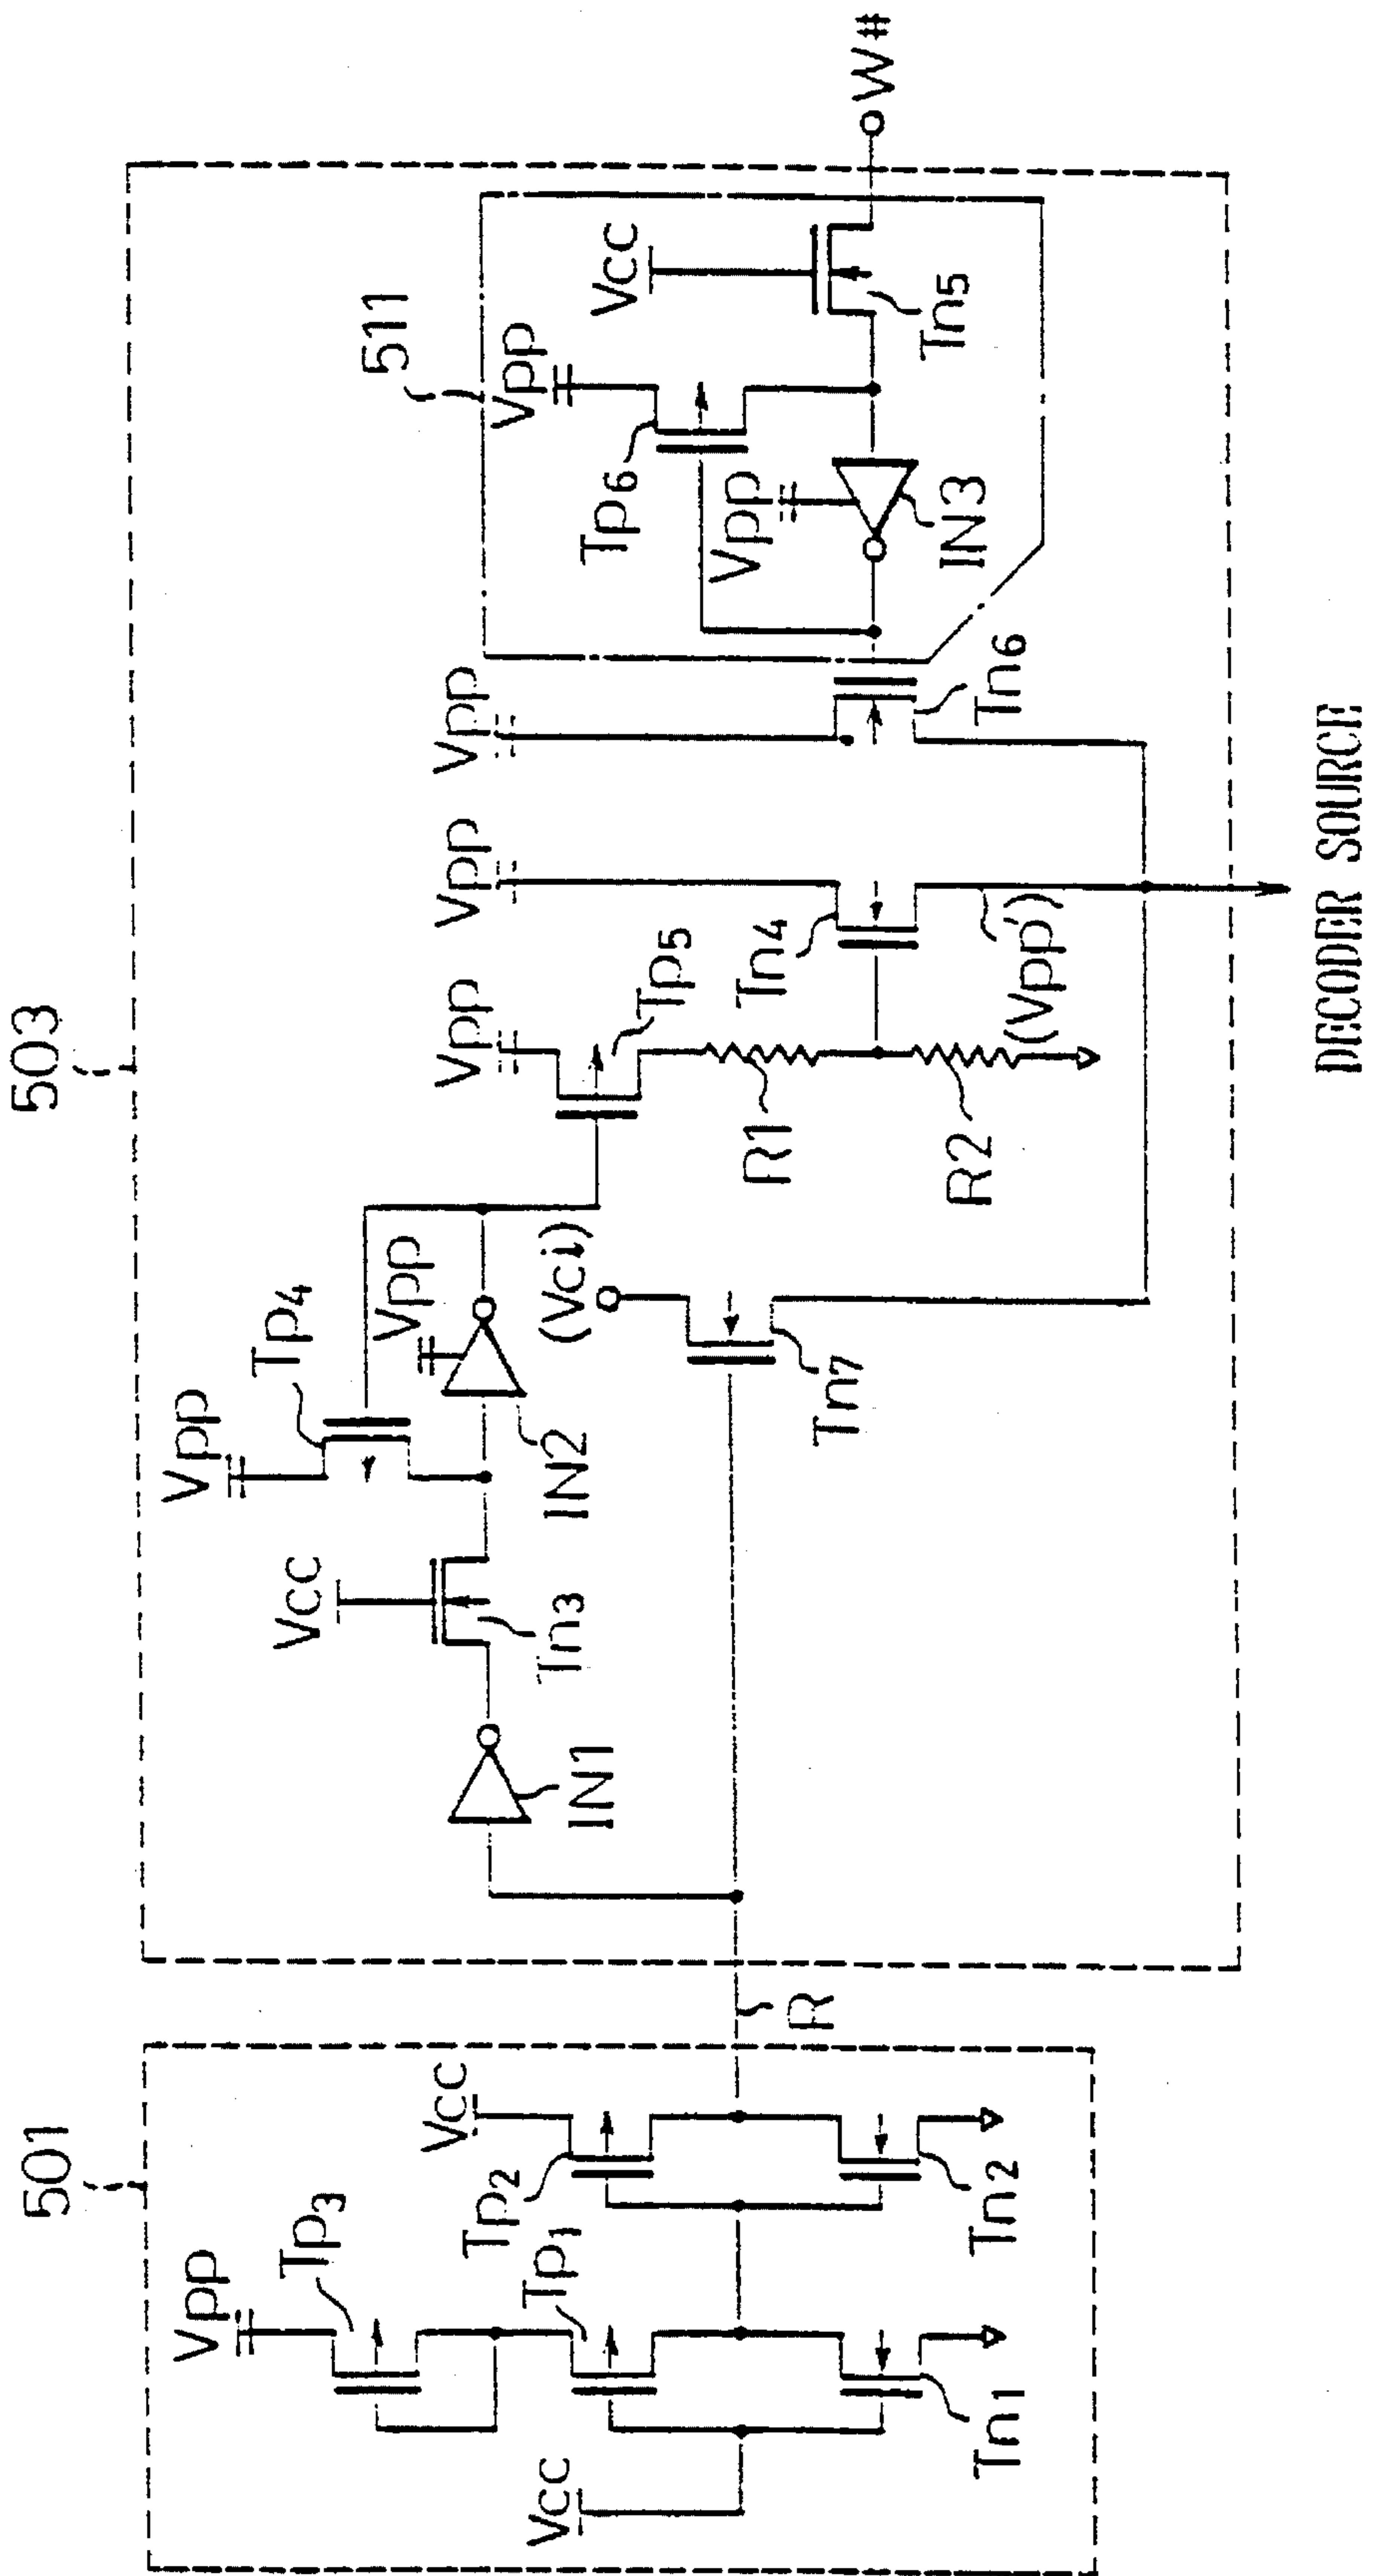 501
Vpp
Tp3
Tp1
Vcc
Tn1
Vcc
Tp2
Tn2
R
503
IN1
Vcc
Tn3
Vpp
Tp4
Vpp
IN2
(Vci)
Tn7
Vpp
Tp5
R1
R2
Vpp
Tn4
(Vpp')
Vpp
Tn6
511
Vpp
Tp6
Vpp
IN3
Vcc
Tn5
W#
DECODER SOURCE